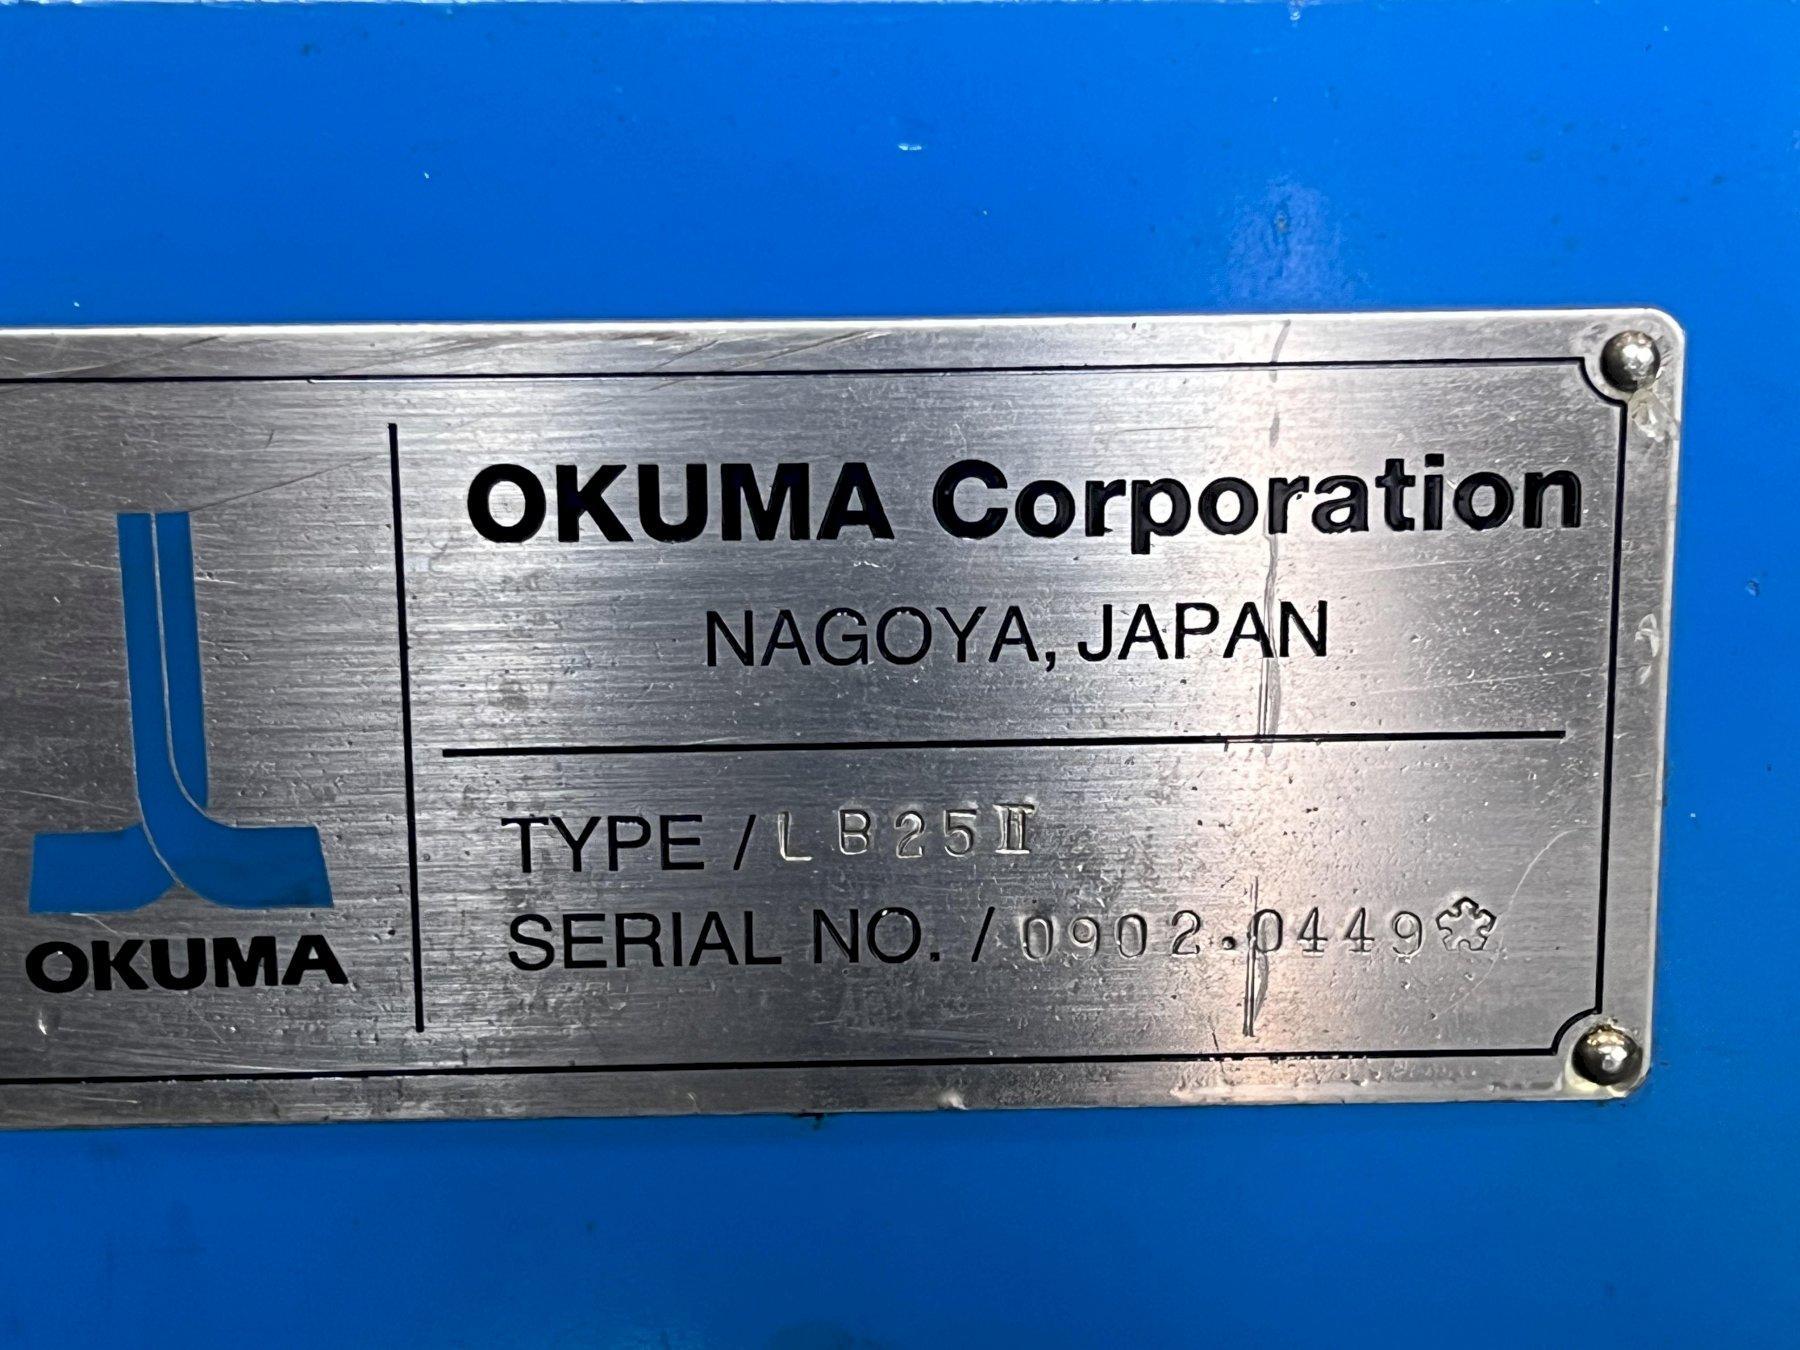 OKUMA Corporation
NAGOYA, JAPAN
TYPE / LB25II
SERIAL NO. / 0902.0449
OKUMA